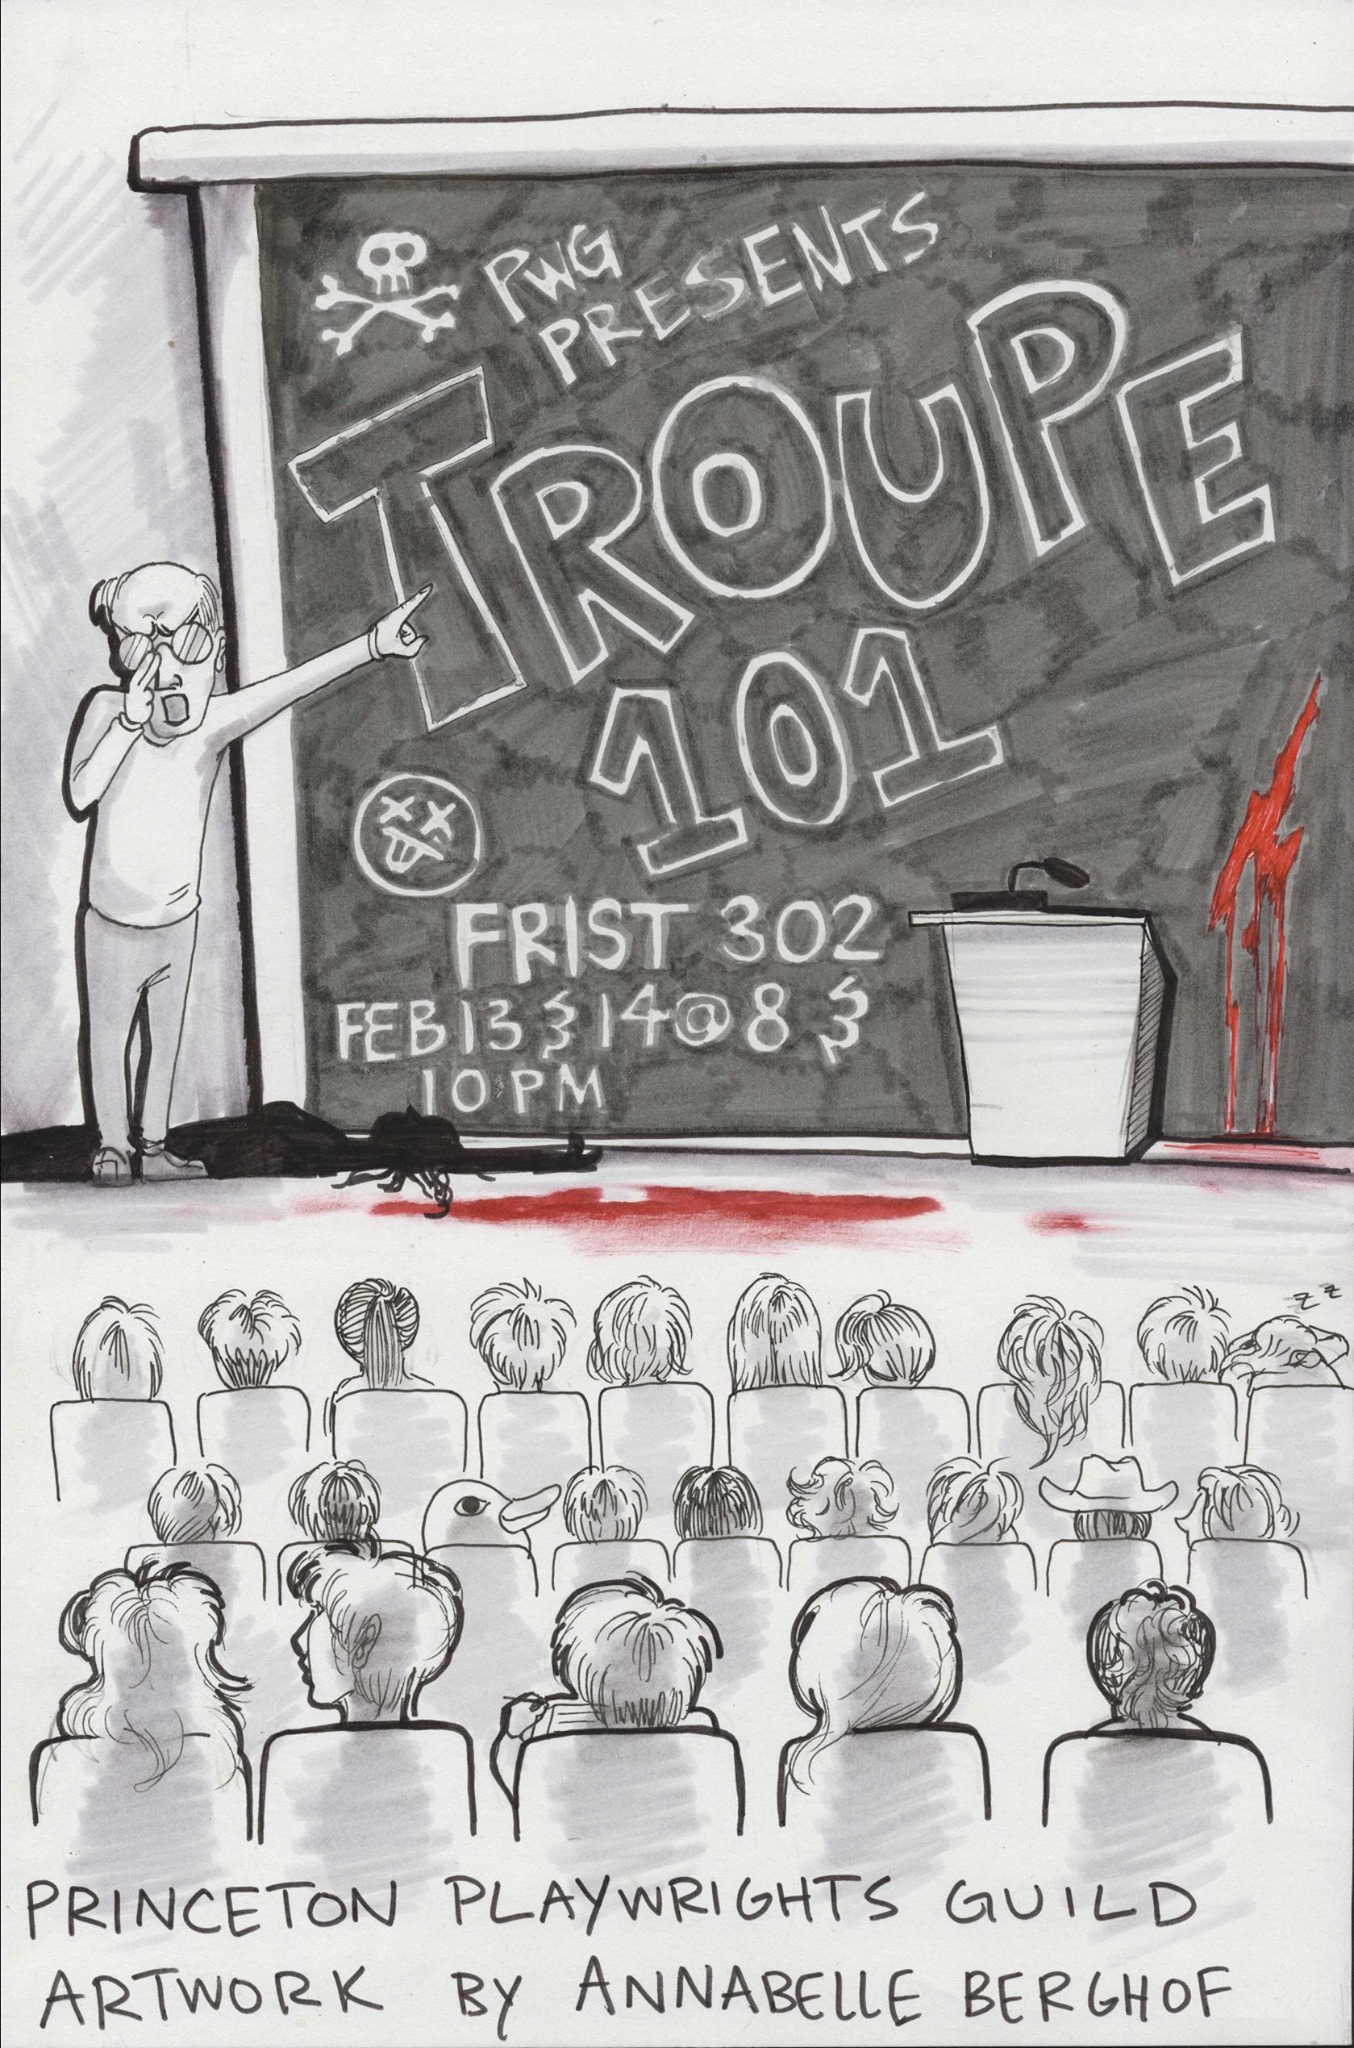 PWG
PRESENTS
TROUPE
101
FRIST 302
FEB 13 & 14 @ 8 &
10 PM
z z
PRINCETON PLAYWRIGHTS GUILD
ARTWORK BY ANNABELLE BERGHOF